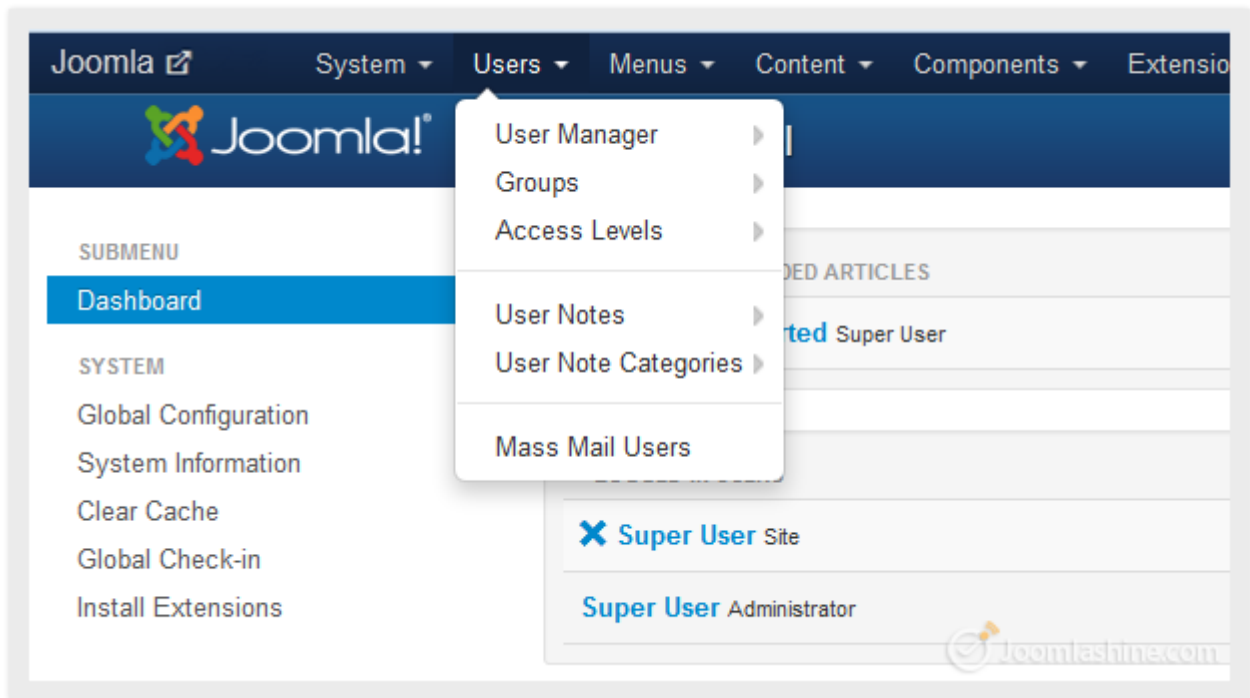 Joomla System Users Menus Content Components Extensio
Joomla!®
User Manager
Groups
Access Levels
User Notes
User Note Categories
Mass Mail Users
SUBMENU
Dashboard
SYSTEM
Global Configuration
System Information
Clear Cache
Global Check-in
Install Extensions
DED ARTICLES
rted Super User
Super User Site
Super User Administrator
Joomlashine.com